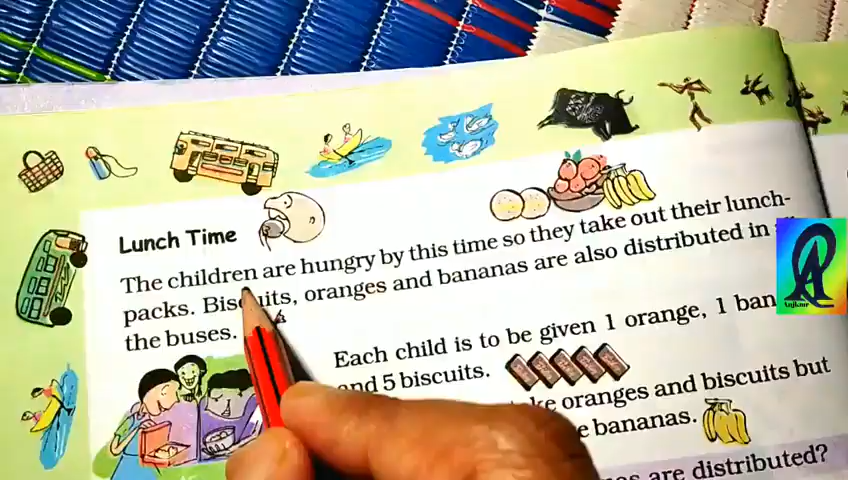 Lunch Time
The children are hungry by this time so they take out their lunch-
packs. Biscuits, oranges and bananas are also distributed in
the buses.
Each child is to be given 1 orange, 1 ban
and 5 biscuits.
oranges and biscuits but
bananas.
are distributed?
Anjkaur